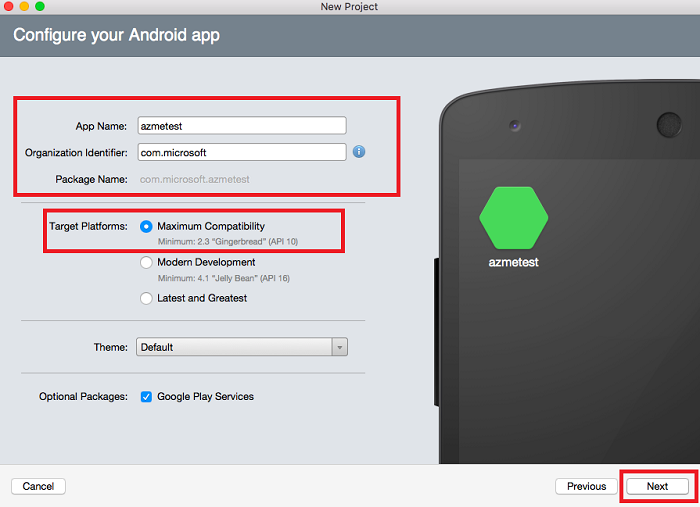 New Project
Configure your Android app
App Name: azmetest
Organization Identifier: com.microsoft
Package Name: com.microsoft.azmetest
Target Platforms: Maximum Compatibility
Minimum: 2.3 "Gingerbread" (API 10)
Modern Development
Minimum: 4.1 "Jelly Bean" (API 16)
Latest and Greatest
Theme: Default
Optional Packages: Google Play Services
azmetest
Cancel Previous Next